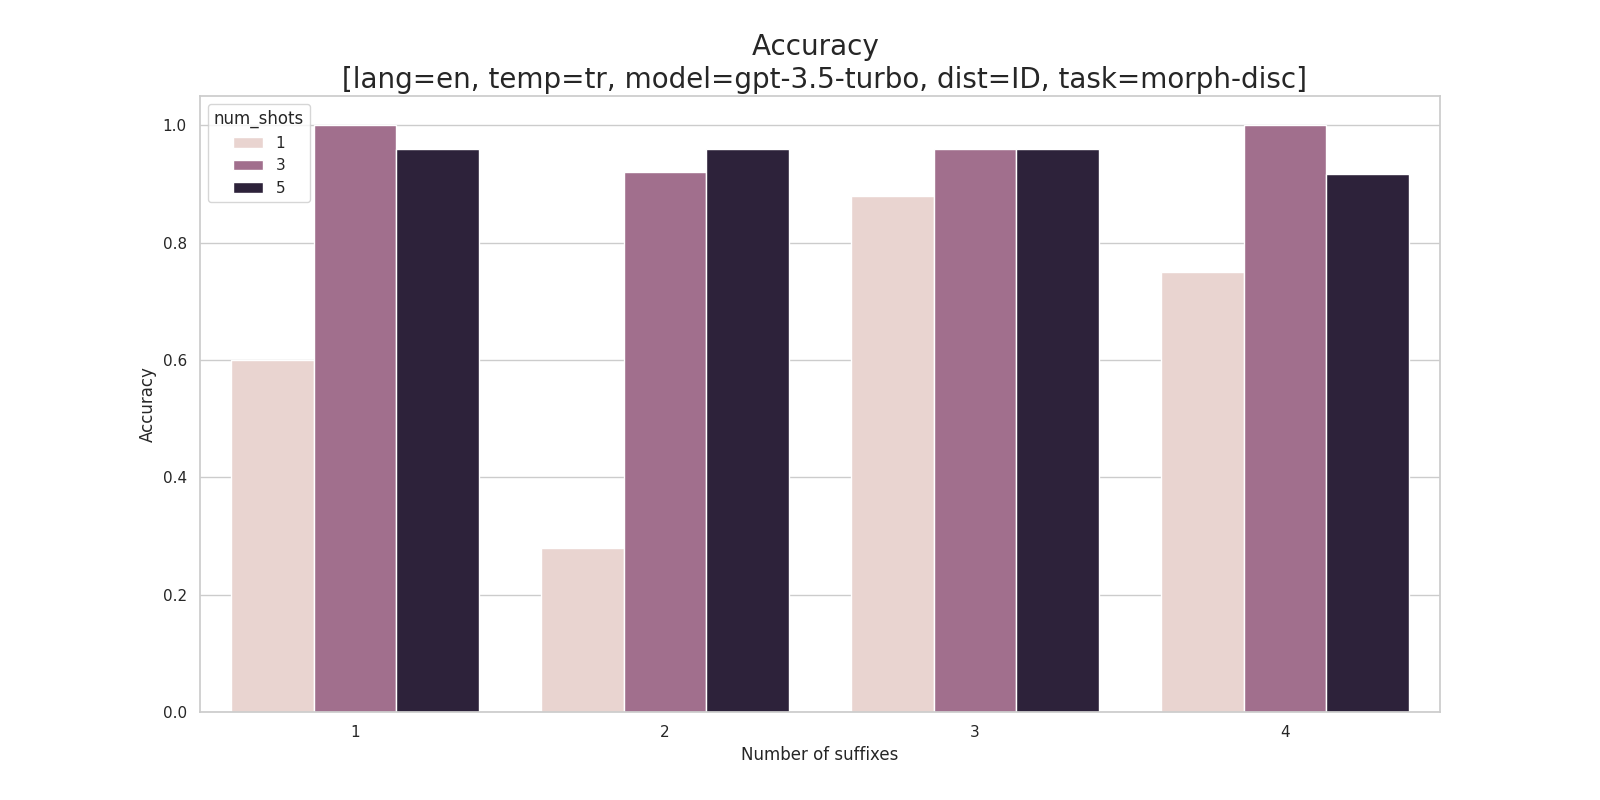 Accuracy
[lang=en, temp=tr, model=gpt-3.5-turbo, dist=ID, task=morph-disc]
num_shots
1
3
5
1.0
0.8
0.6
0.4
0.2
0.0
Accuracy
1 2 3 4
Number of suffixes